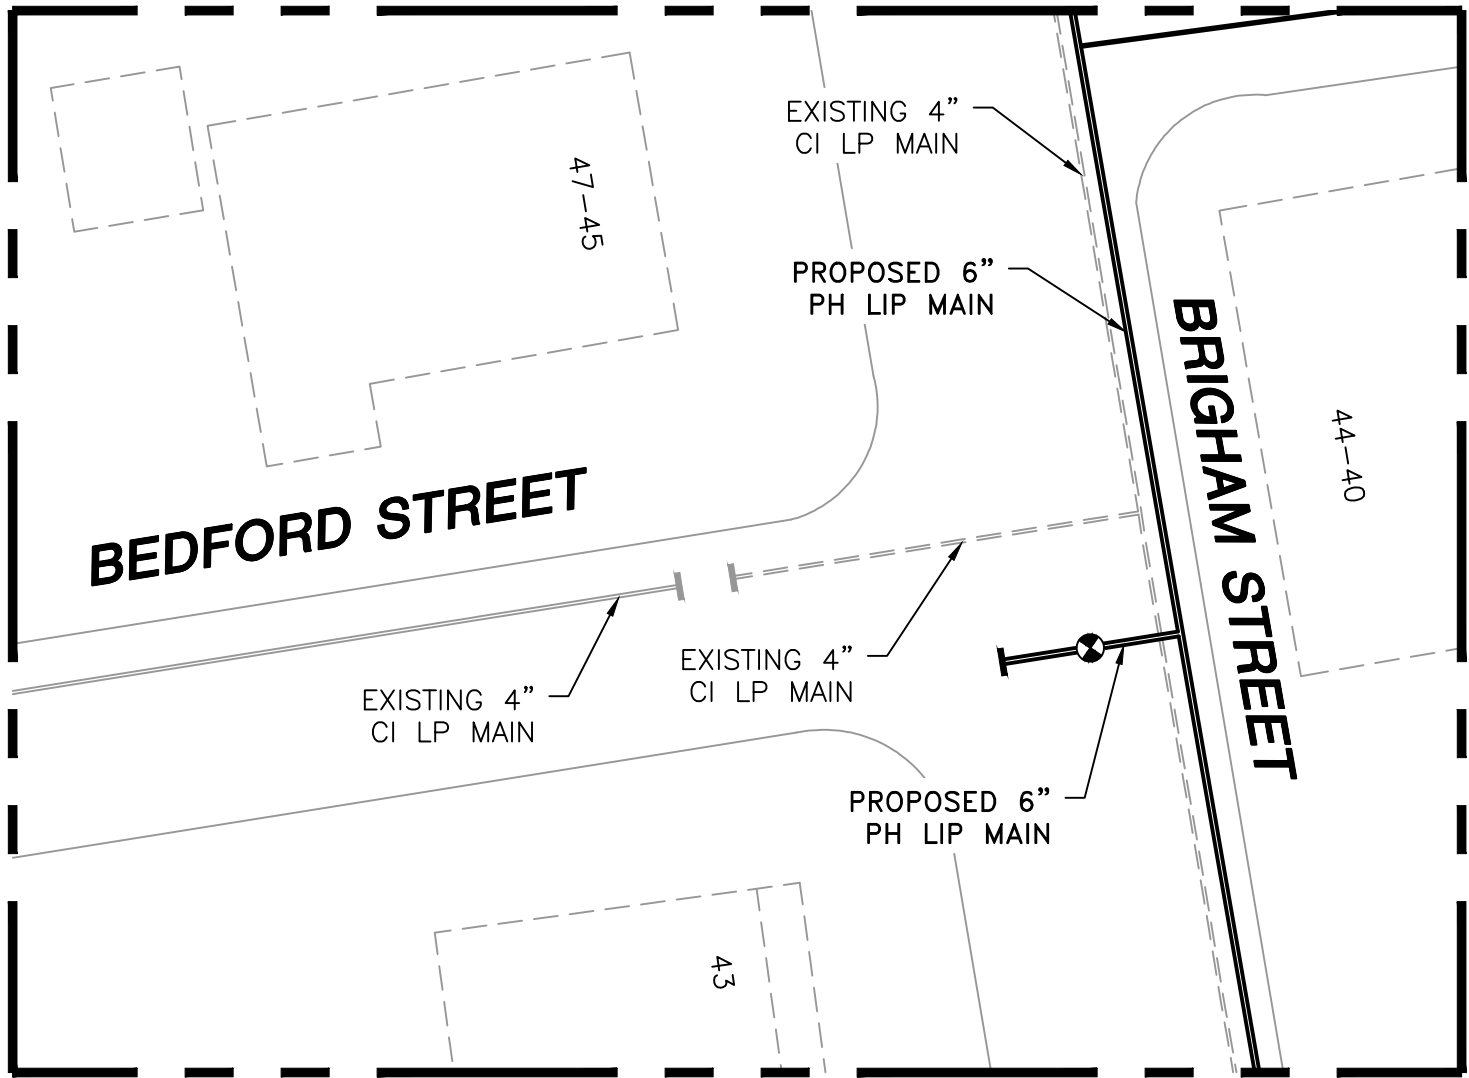 EXISTING 4”
CI LP MAIN
47–45
PROPOSED 6”
PH LIP MAIN
BRIGHAM STREET
44–40
BEDFORD STREET
EXISTING 4”
CI LP MAIN
EXISTING 4”
CI LP MAIN
PROPOSED 6”
PH LIP MAIN
43